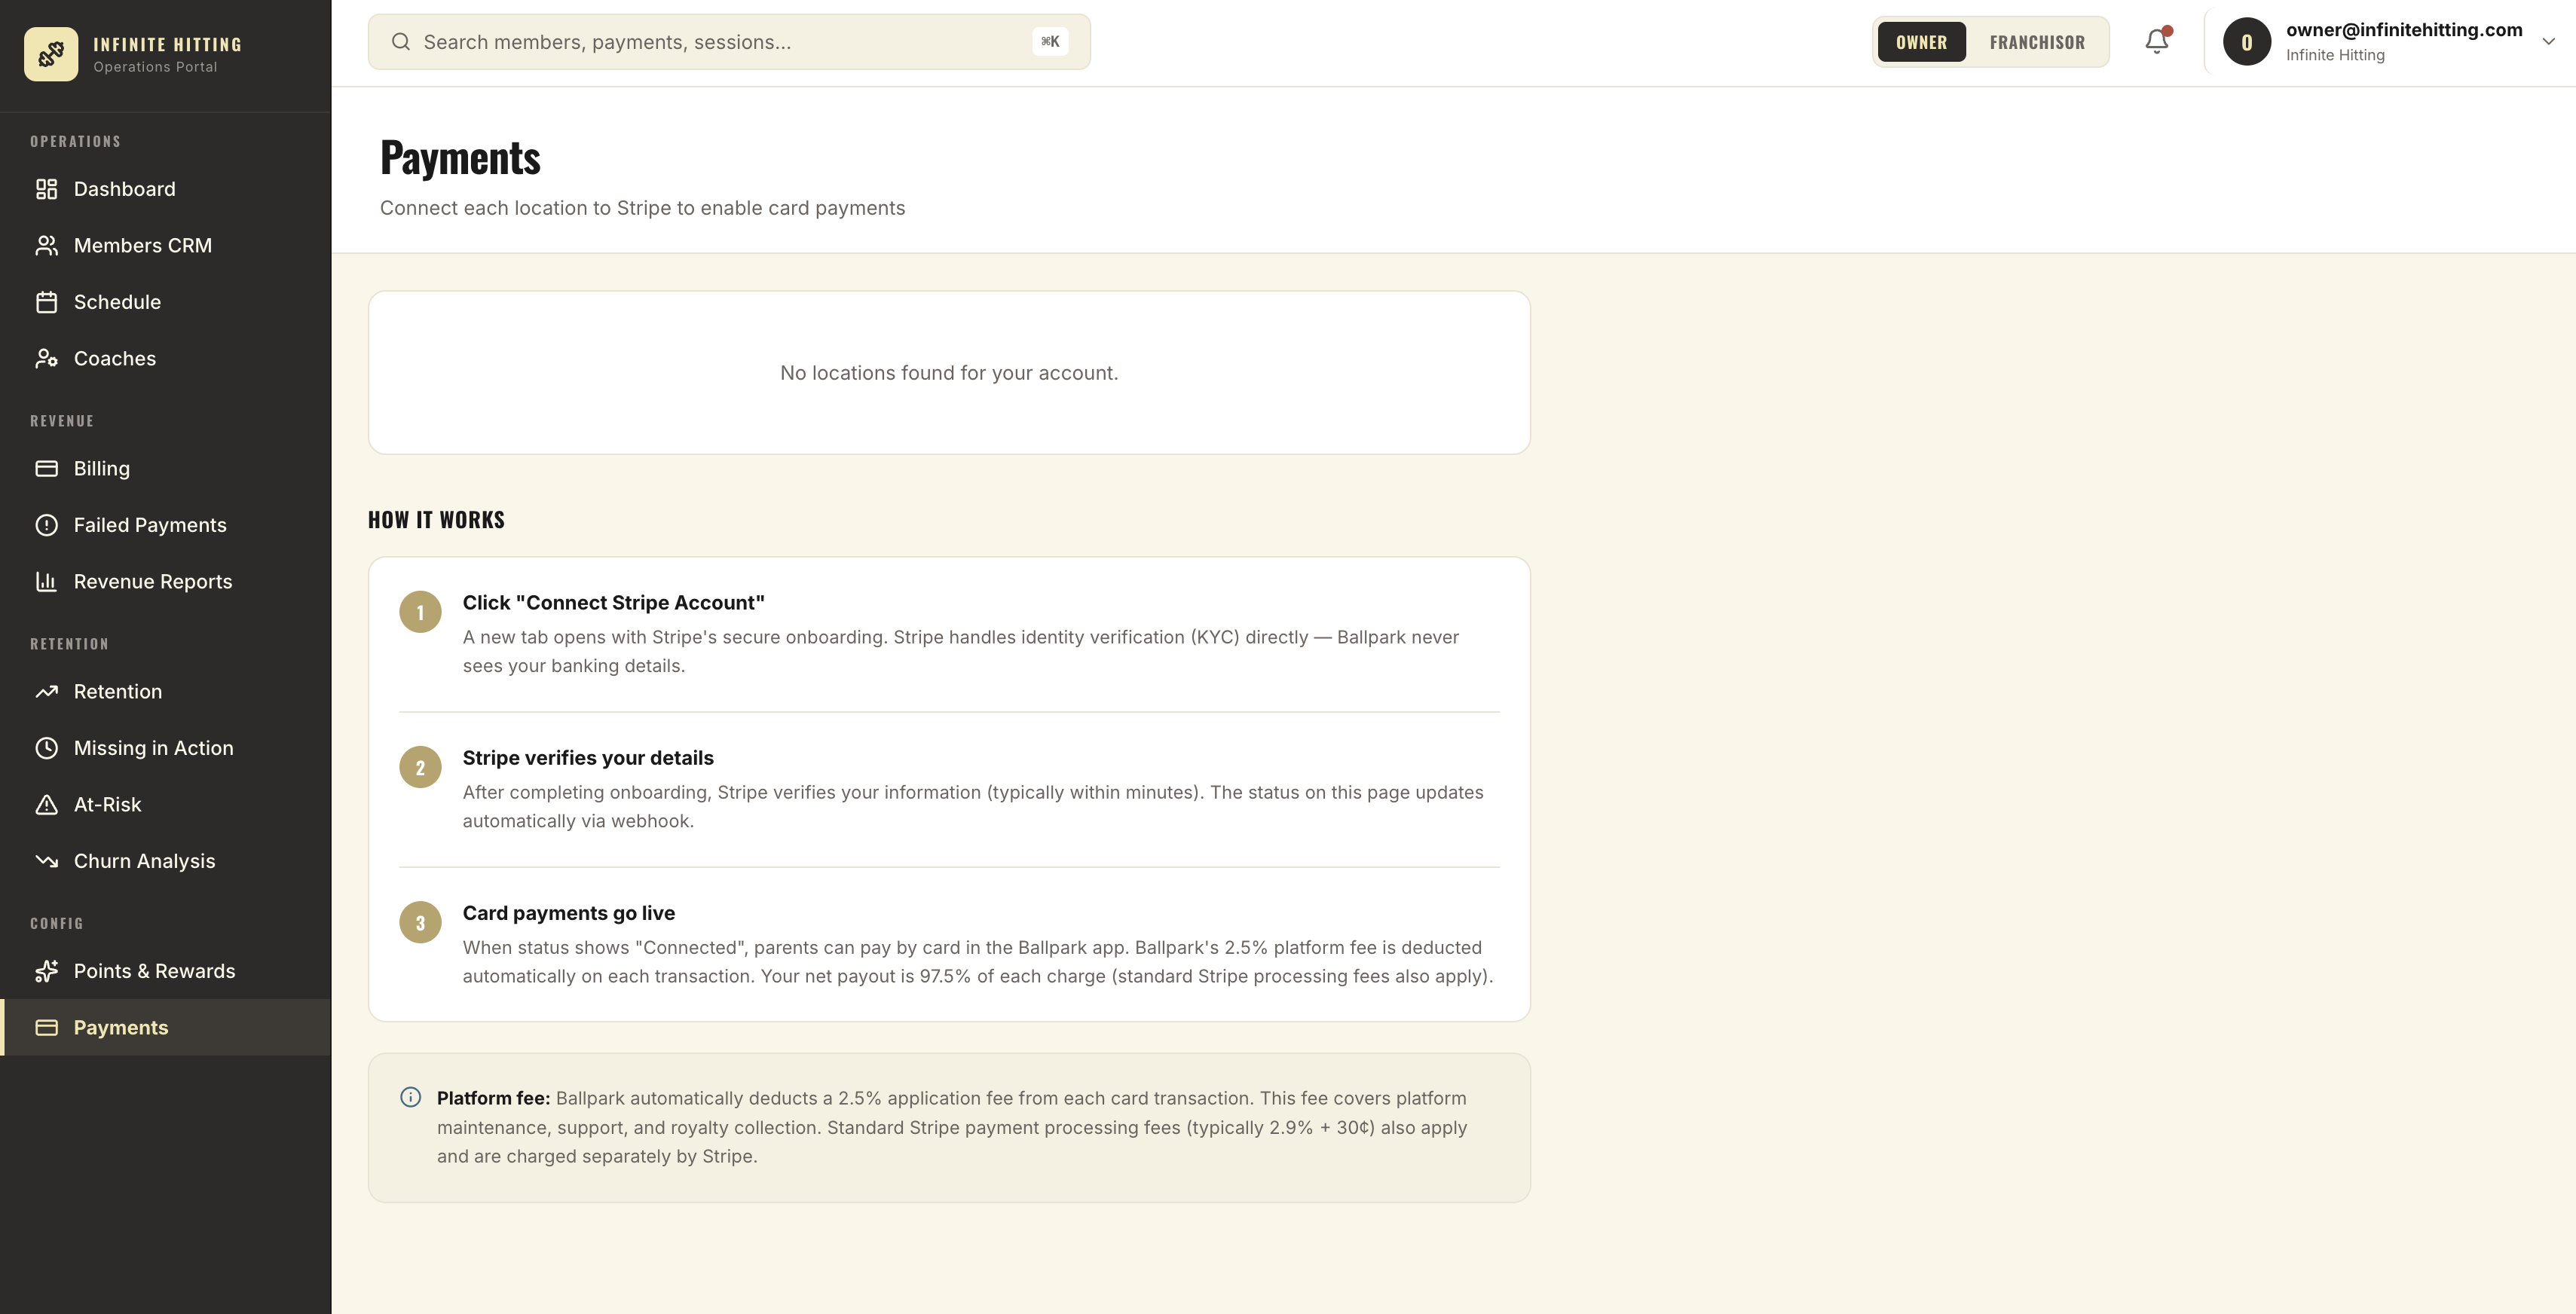 INFINITE HITTING
Operations Portal
OPERATIONS
Dashboard
Members CRM
Schedule
Coaches
REVENUE
Billing
Failed Payments
Revenue Reports
RETENTION
Retention
Missing in Action
At-Risk
Churn Analysis
CONFIG
Points & Rewards
Payments
Search members, payments, sessions...
⌘K
OWNER
FRANCHISOR
O
owner@infinitehitting.com
Infinite Hitting
Payments
Connect each location to Stripe to enable card payments
No locations found for your account.
HOW IT WORKS
1
Click "Connect Stripe Account"
A new tab opens with Stripe's secure onboarding. Stripe handles identity verification (KYC) directly — Ballpark never
sees your banking details.
2
Stripe verifies your details
After completing onboarding, Stripe verifies your information (typically within minutes). The status on this page updates
automatically via webhook.
3
Card payments go live
When status shows "Connected", parents can pay by card in the Ballpark app. Ballpark's 2.5% platform fee is deducted
automatically on each transaction. Your net payout is 97.5% of each charge (standard Stripe processing fees also apply).
Platform fee: Ballpark automatically deducts a 2.5% application fee from each card transaction. This fee covers platform
maintenance, support, and royalty collection. Standard Stripe payment processing fees (typically 2.9% + 30¢) also apply
and are charged separately by Stripe.